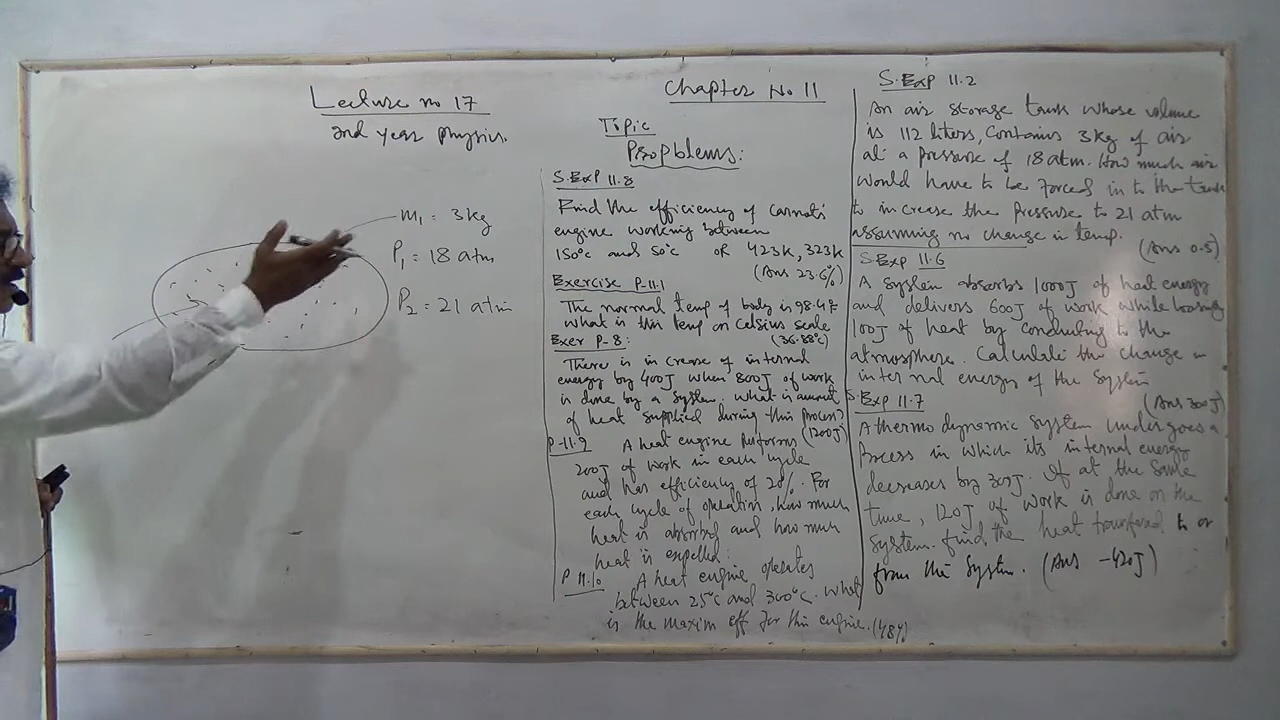 Lecture no 17
2nd year physics.
Chapter No 11
Topic
Proplems:
m₁ = 3kg
P₁ = 18 atm
P₂ = 21 atm
S.Exp 11.8
Find the efficiency of Carnot's
engine working between
150°c and 50°c OR 423k, 323k
(Ans 23.6%)
Exercise P-11.1
The normal temp of body is 98.4°F
what is this temp on Celsius scale
(36.88°c)
Exer P-8:
There is increase of internal
energy by 400J when 800J of work
is done by a system. What is amount
of heat supplied during this process
(1200J)
P-11.9 A heat engine performs
200J of work in each cycle
and has efficiency of 20%. For
each cycle of operation, how much
heat is absorbed and how much
heat is expelled:
P 11.10 A heat engine operates
between 25°c and 300°c. What
is the maxim eff for this engine. (48%)
S.Exp 11.2
An air storage tank whose volume
is 112 liters, Contains 3kg of air
at a pressure of 18 atm. How much air
would have to be forced in to the tank
to increase the pressure to 21 atm
assuming no change in temp.
(Ans 0.5)
S Exp 11.6
A system absorbs 1000J of heat energy
and delivers 600J of work while loosing
100J of heat by conducting to the
atmosphere. Calculate the change in
internal energy of the system
(Ans 300J)
S.Exp 11.7
A thermo dynamic system undergoes a
Process in which its internal energy
decreases by 300J. If at the same
time, 120J of work is done on the
system. find the heat transferred to or
from the system. (Ans -420J)